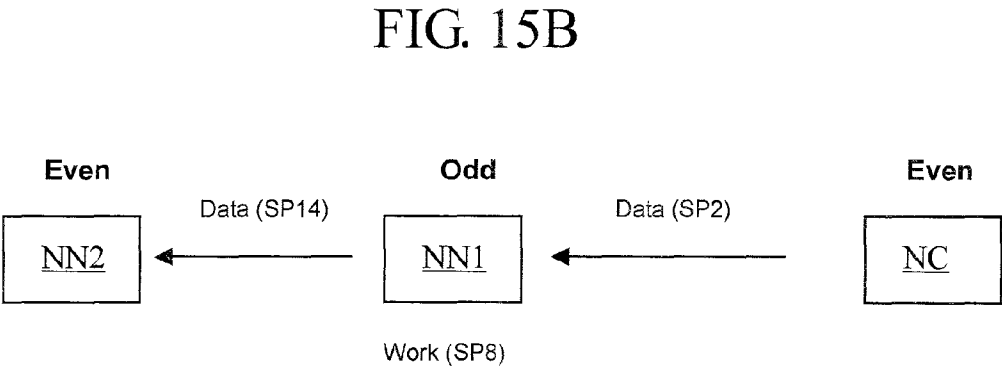 FIG. 15B
Even Odd Even
Data (SP14) Data (SP2)
NN2 NN1 NC
Work (SP8)